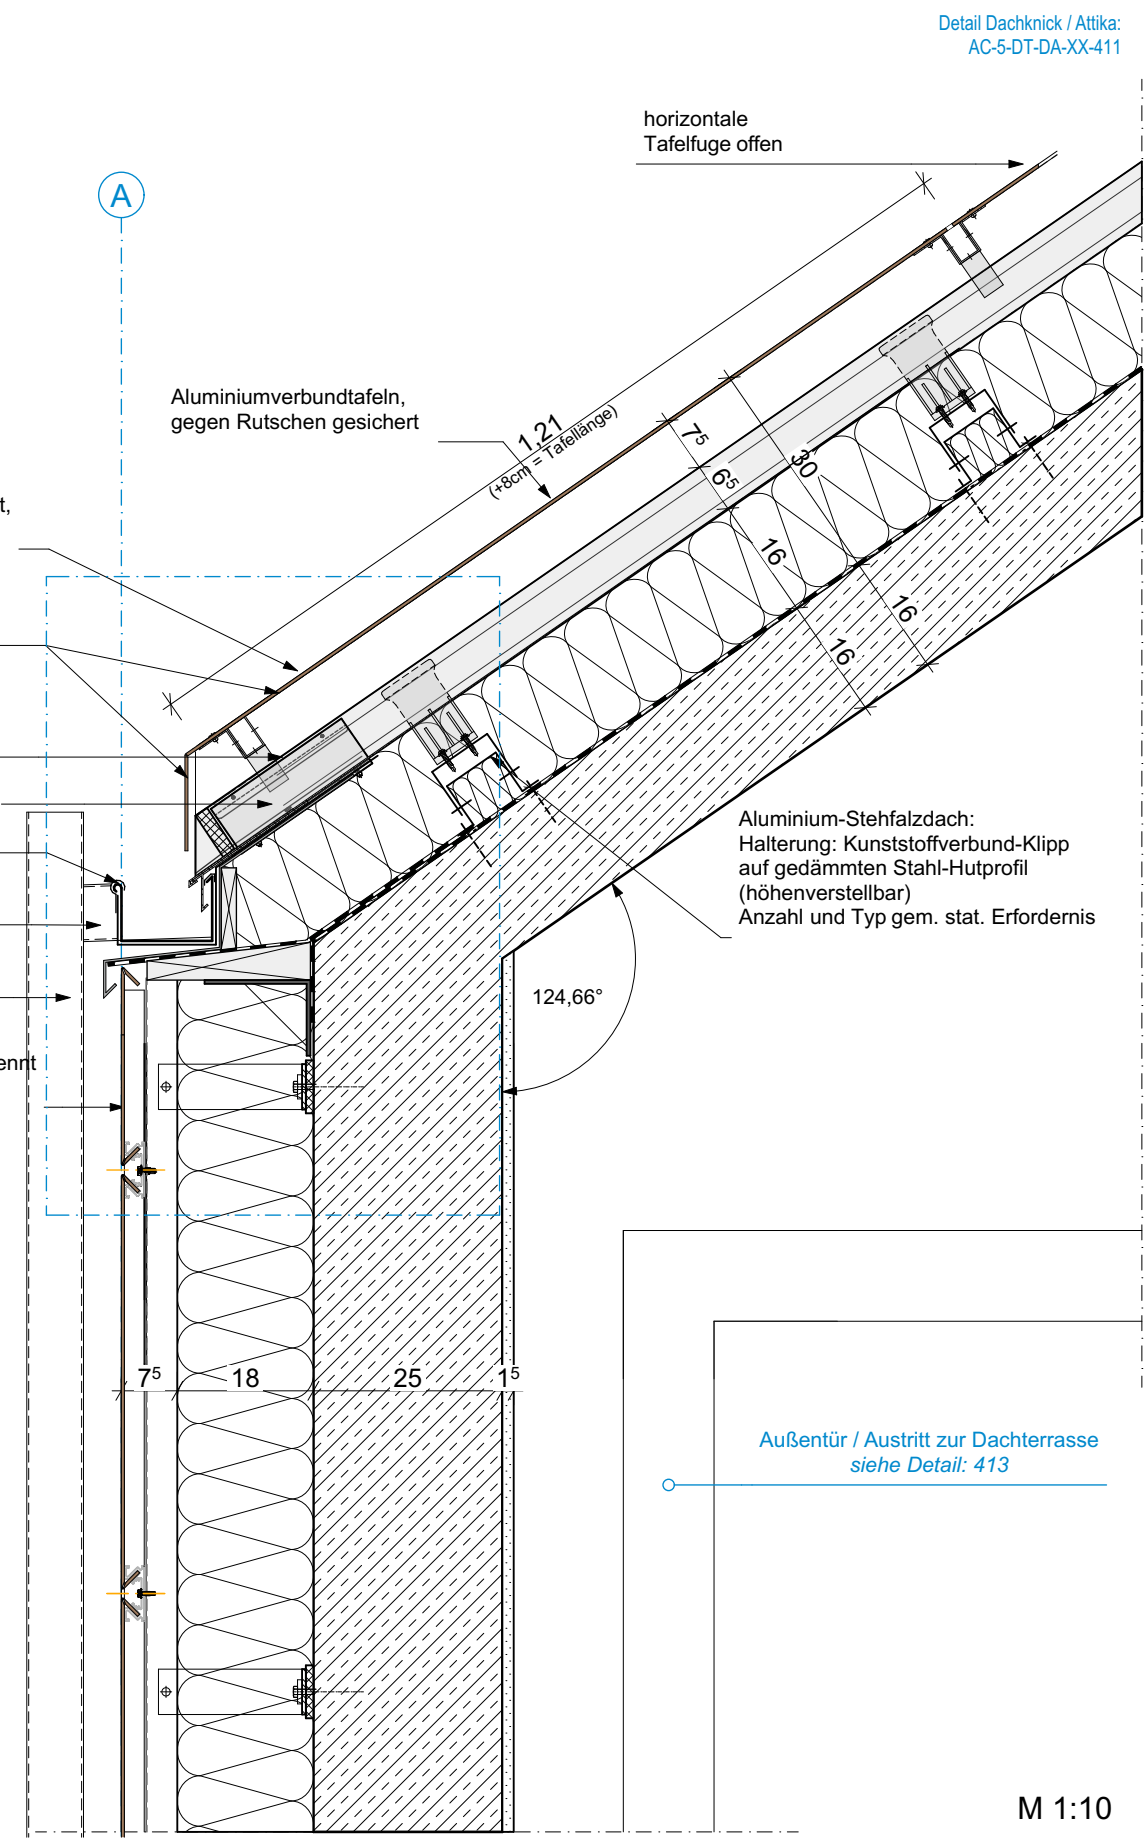 Detail Dachknick / Attika:
AC-5-DT-DA-XX-411
horizontale
Tafelfuge offen
A
Aluminiumverbundtafeln,
gegen Rutschen gesichert
1,21
(+8cm = Tafellänge)
7⁵
6⁵
30
16
16
16
t,
Aluminium-Stehfalzdach:
Halterung: Kunststoffverbund-Klipp
auf gedämmten Stahl-Hutprofil
(höhenverstellbar)
Anzahl und Typ gem. stat. Erfordernis
124,66°
ennt
7⁵ 18 25 1⁵
Außentür / Austritt zur Dachterrasse
siehe Detail: 413
M 1:10